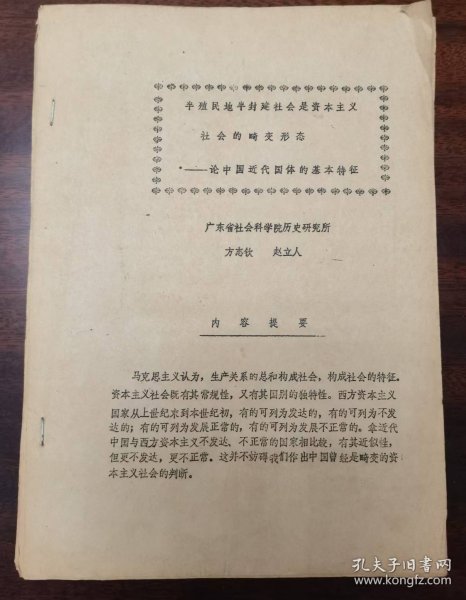 半殖民地半封建社会是资本主义
社会的畸变形态
——论中国近代国体的基本特征
广东省社会科学院历史研究所
方志钦 赵立人
内容提要
马克思主义认为，生产关系的总和构成社会，构成社会的特征。
资本主义社会既有其常规性，又有其国别的独特性。西方资本主义
国家从上世纪末到本世纪初，有的可列为发达的，有的可列为不发
达的；有的可列为发展正常的，有的可列为发展不正常的。拿近代
中国与西方资本主义不发达、不正常的国家相比较，有其近似性，
但更不发达，更不正常。这并不妨碍我们作出中国曾经是畸变的资
本主义社会的判断。
孔夫子旧书网
www.kongfz.com